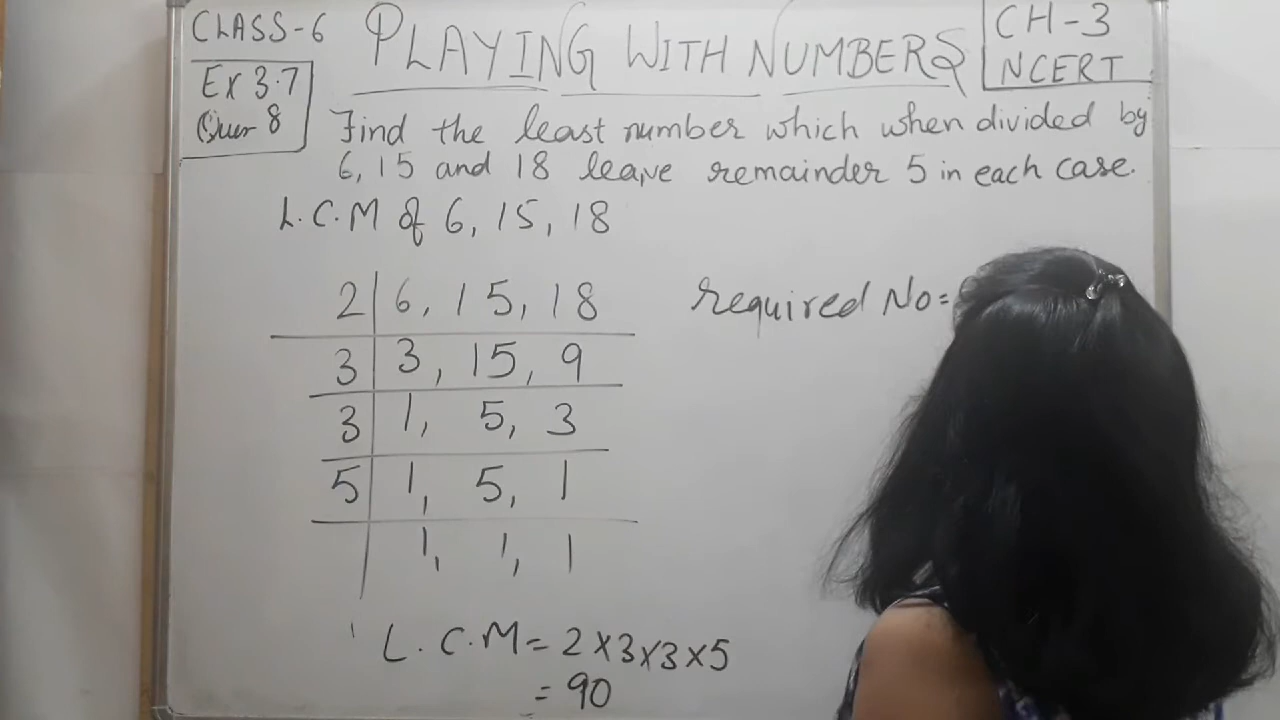 CLASS-6
PLAYING WITH NUMBERS
CH-3
NCERT
Ex 3.7
Ques 8
Find the least number which when divided by
6, 15 and 18 leave remainder 5 in each case.
L.C.M of 6, 15, 18
2 | 6, 15, 18
3 | 3, 15, 9
3 | 1, 5, 3
5 | 1, 5, 1
1, 1, 1
required No=
L.C.M = 2×3×3×5
= 90